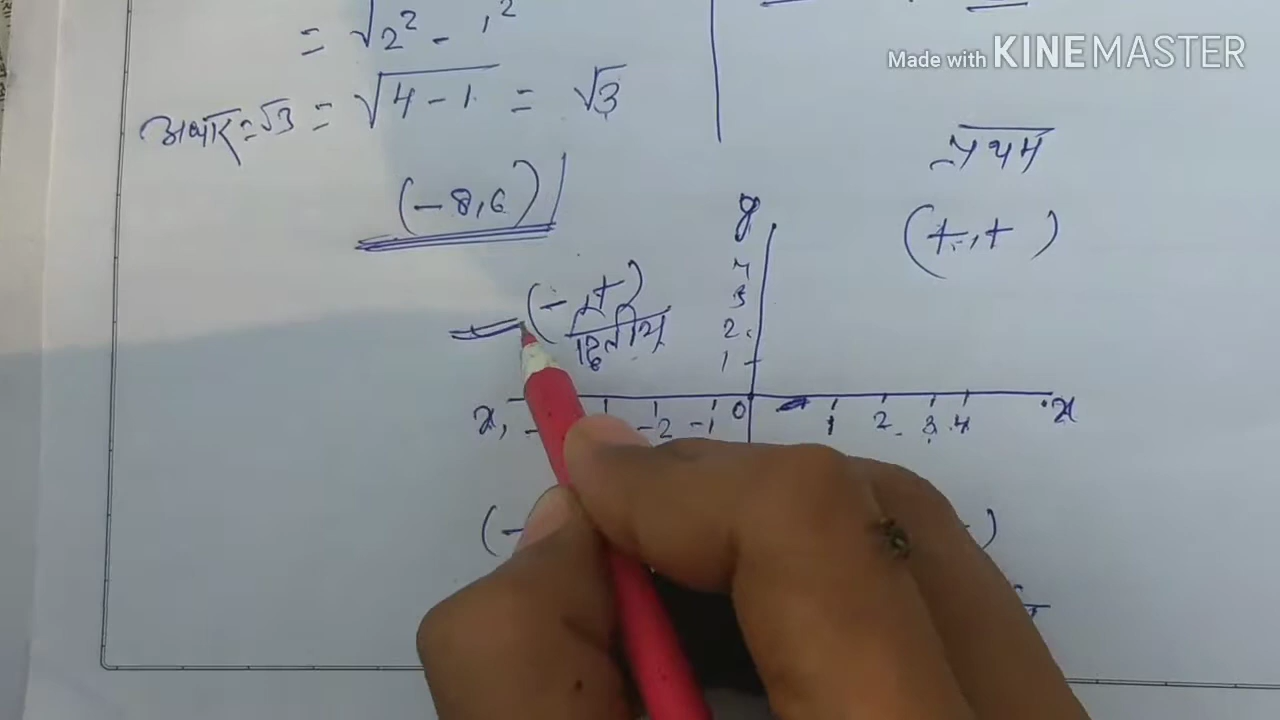 = √2² - 1²
Made with KINEMASTER
आधार = √3 = √4 - 1 = √3
प्रथम
(-8, 6)
(+, +)
y
(-, +)
द्वितीय
4
3
2
1
x, -2 -1 0 1 2 3 4 x
(-
)